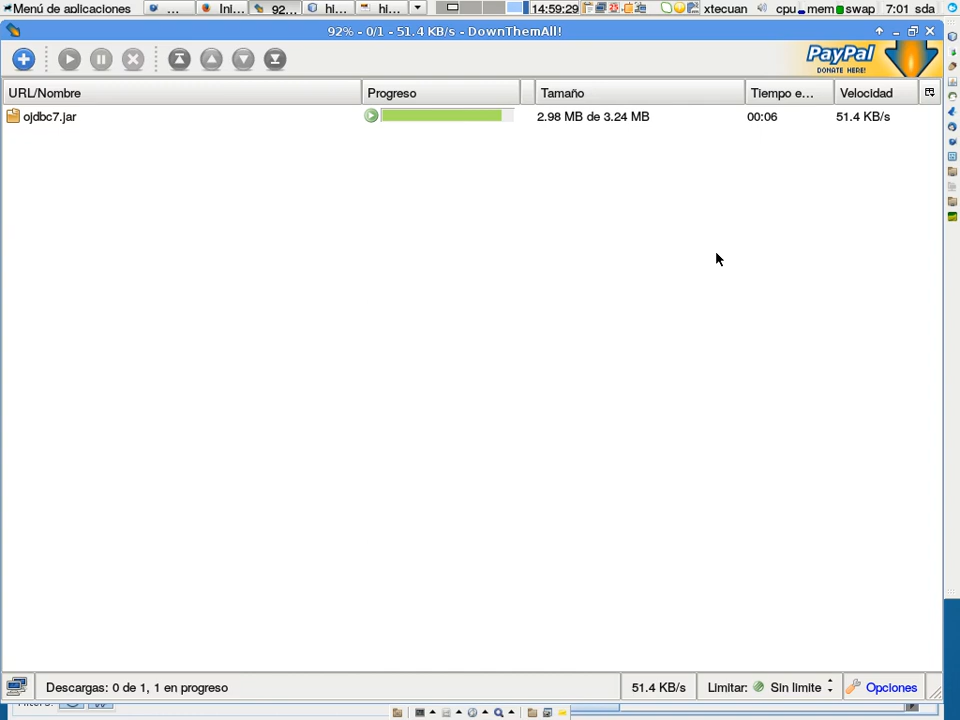 Menú de aplicaciones
...
Inl...
92...
hi...
hi...
14:59:29
xtecuan
cpu
mem
swap
7:01
sda
92% - 0/1 - 51.4 KB/s - DownThemAll!
PayPal
DONATE HERE!
URL/Nombre Progreso Tamaño Tiempo e... Velocidad
ojdbc7.jar 2.98 MB de 3.24 MB 00:06 51.4 KB/s
Descargas: 0 de 1, 1 en progreso 51.4 KB/s Limitar: Sin limite Opciones